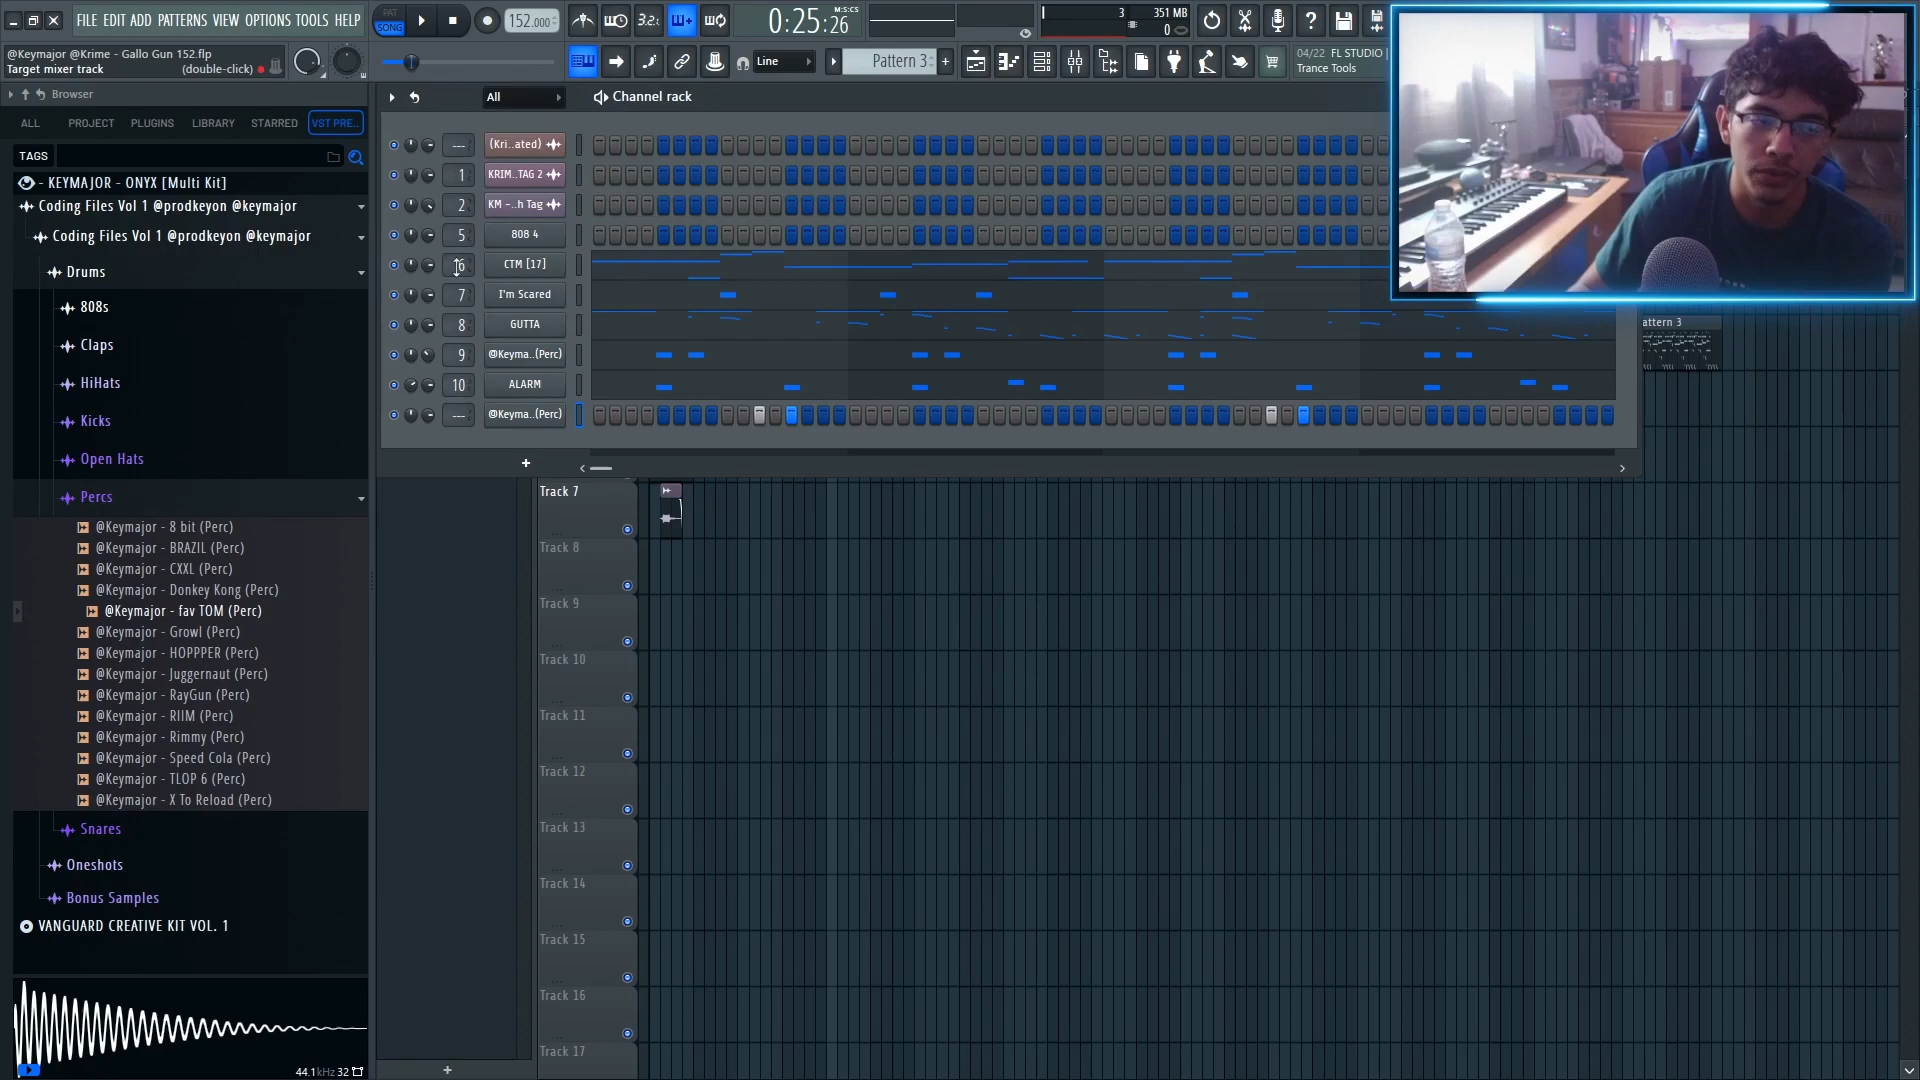 FILE EDIT ADD PATTERNS VIEW OPTIONS TOOLS HELP
PAT
SONG
152.000
3.2.
0:25:26
M:S:CS
3
351 MB
0
@Keymajor @Krime - Gallo Gun 152.flp
Target mixer track (double-click)
Line
Pattern 3
+
04/22 FL STUDIO
Trance Tools
Browser
ALL PROJECT PLUGINS LIBRARY STARRED VST PRE..
TAGS
- KEYMAJOR - ONYX [Multi Kit]
Coding Files Vol 1 @prodkeyon @keymajor
Coding Files Vol 1 @prodkeyon @keymajor
Drums
808s
Claps
HiHats
Kicks
Open Hats
Percs
@Keymajor - 8 bit (Perc)
@Keymajor - BRAZIL (Perc)
@Keymajor - CXXL (Perc)
@Keymajor - Donkey Kong (Perc)
@Keymajor - fav TOM (Perc)
@Keymajor - Growl (Perc)
@Keymajor - HOPPPER (Perc)
@Keymajor - Juggernaut (Perc)
@Keymajor - RayGun (Perc)
@Keymajor - RIIM (Perc)
@Keymajor - Rimmy (Perc)
@Keymajor - Speed Cola (Perc)
@Keymajor - TLOP 6 (Perc)
@Keymajor - X To Reload (Perc)
Snares
Oneshots
Bonus Samples
VANGUARD CREATIVE KIT VOL. 1
44.1kHz 32
All
Channel rack
--- (Kri..ated)
1 KRIM..TAG 2
2 KM -..h Tag
5 808 4
6 CTM [17]
7 I'm Scared
8 GUTTA
9 @Keyma..(Perc)
10 ALARM
--- @Keyma..(Perc)
+
attern 3
Track 7
Track 8
Track 9
Track 10
Track 11
Track 12
Track 13
Track 14
Track 15
Track 16
Track 17
+